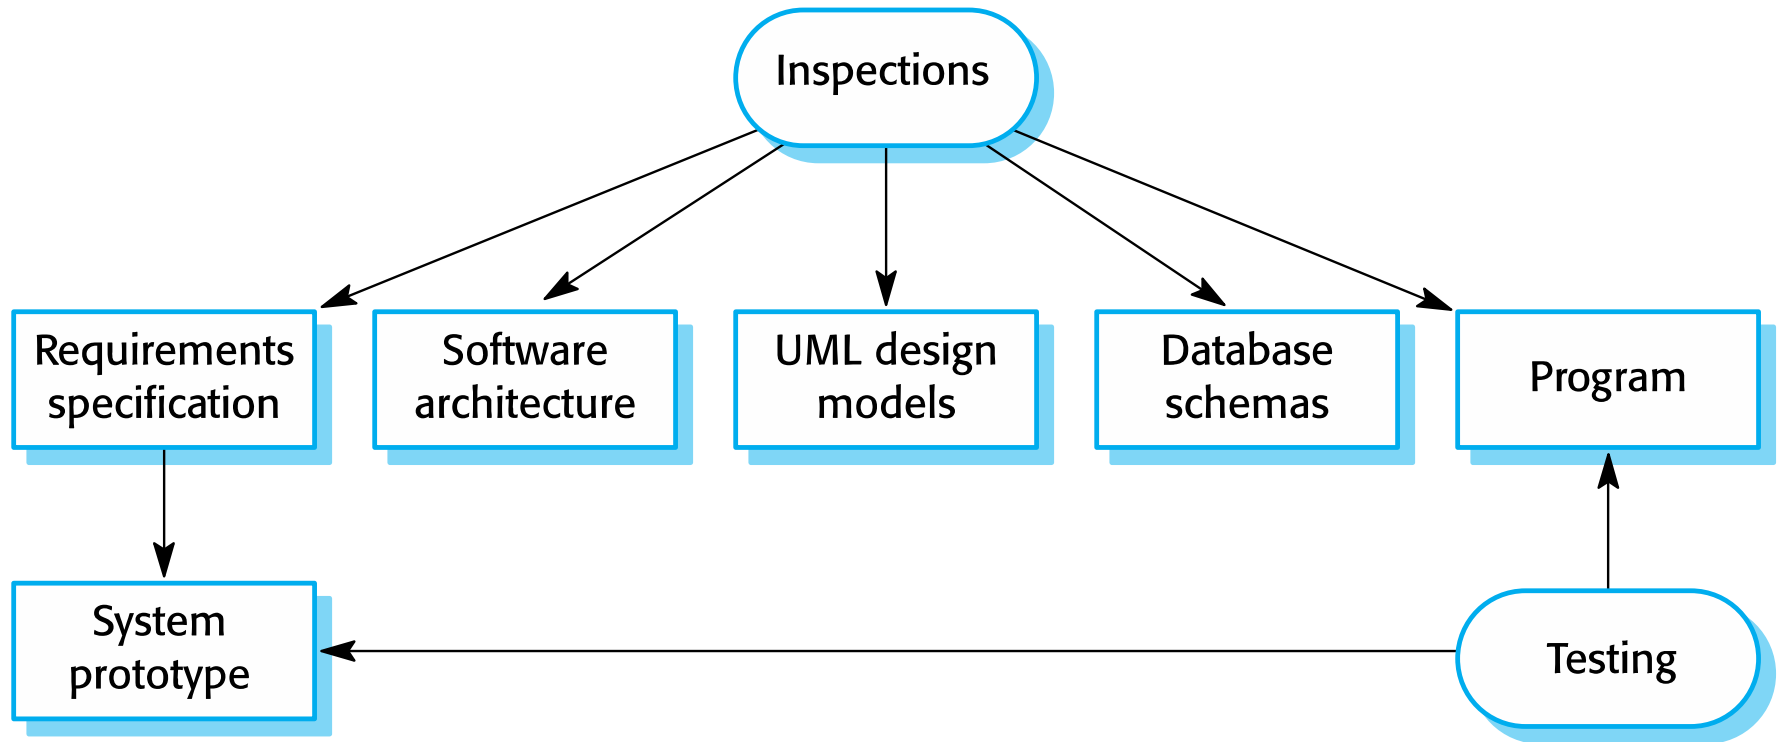 Inspections
Requirements
specification
Software
architecture
UML design
models
Database
schemas
Program
System
prototype
Testing